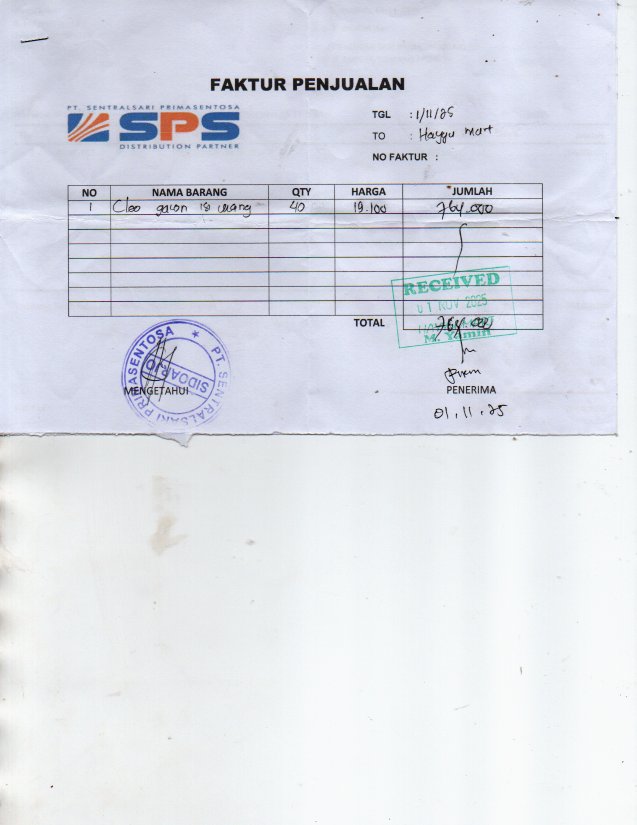 FAKTUR PENJUALAN
PT. SENTRALSARI PRIMASENTOSA
SPS
DISTRIBUTION PARTNER
TGL : 1/11/25
TO : Hayyu Mart
NO FAKTUR :
NO NAMA BARANG QTY HARGA JUMLAH
1 Cleo galon 40 19.100 764.000
RECEIVED
01 NOV 2025
M. Yamin
TOTAL 764.000
PT. SENTRALSARI PRIMASENTOSA
SIDOARJO
MENGETAHUI
PENERIMA
01.11.25